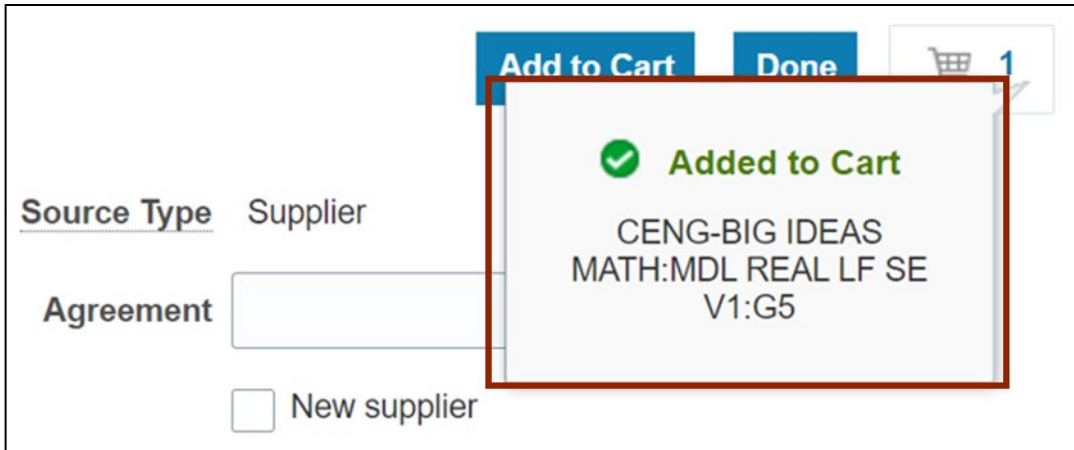 Add to Cart Done 1
Added to Cart
CENG-BIG IDEAS
MATH:MDL REAL LF SE
V1:G5
Source Type Supplier
Agreement
New supplier